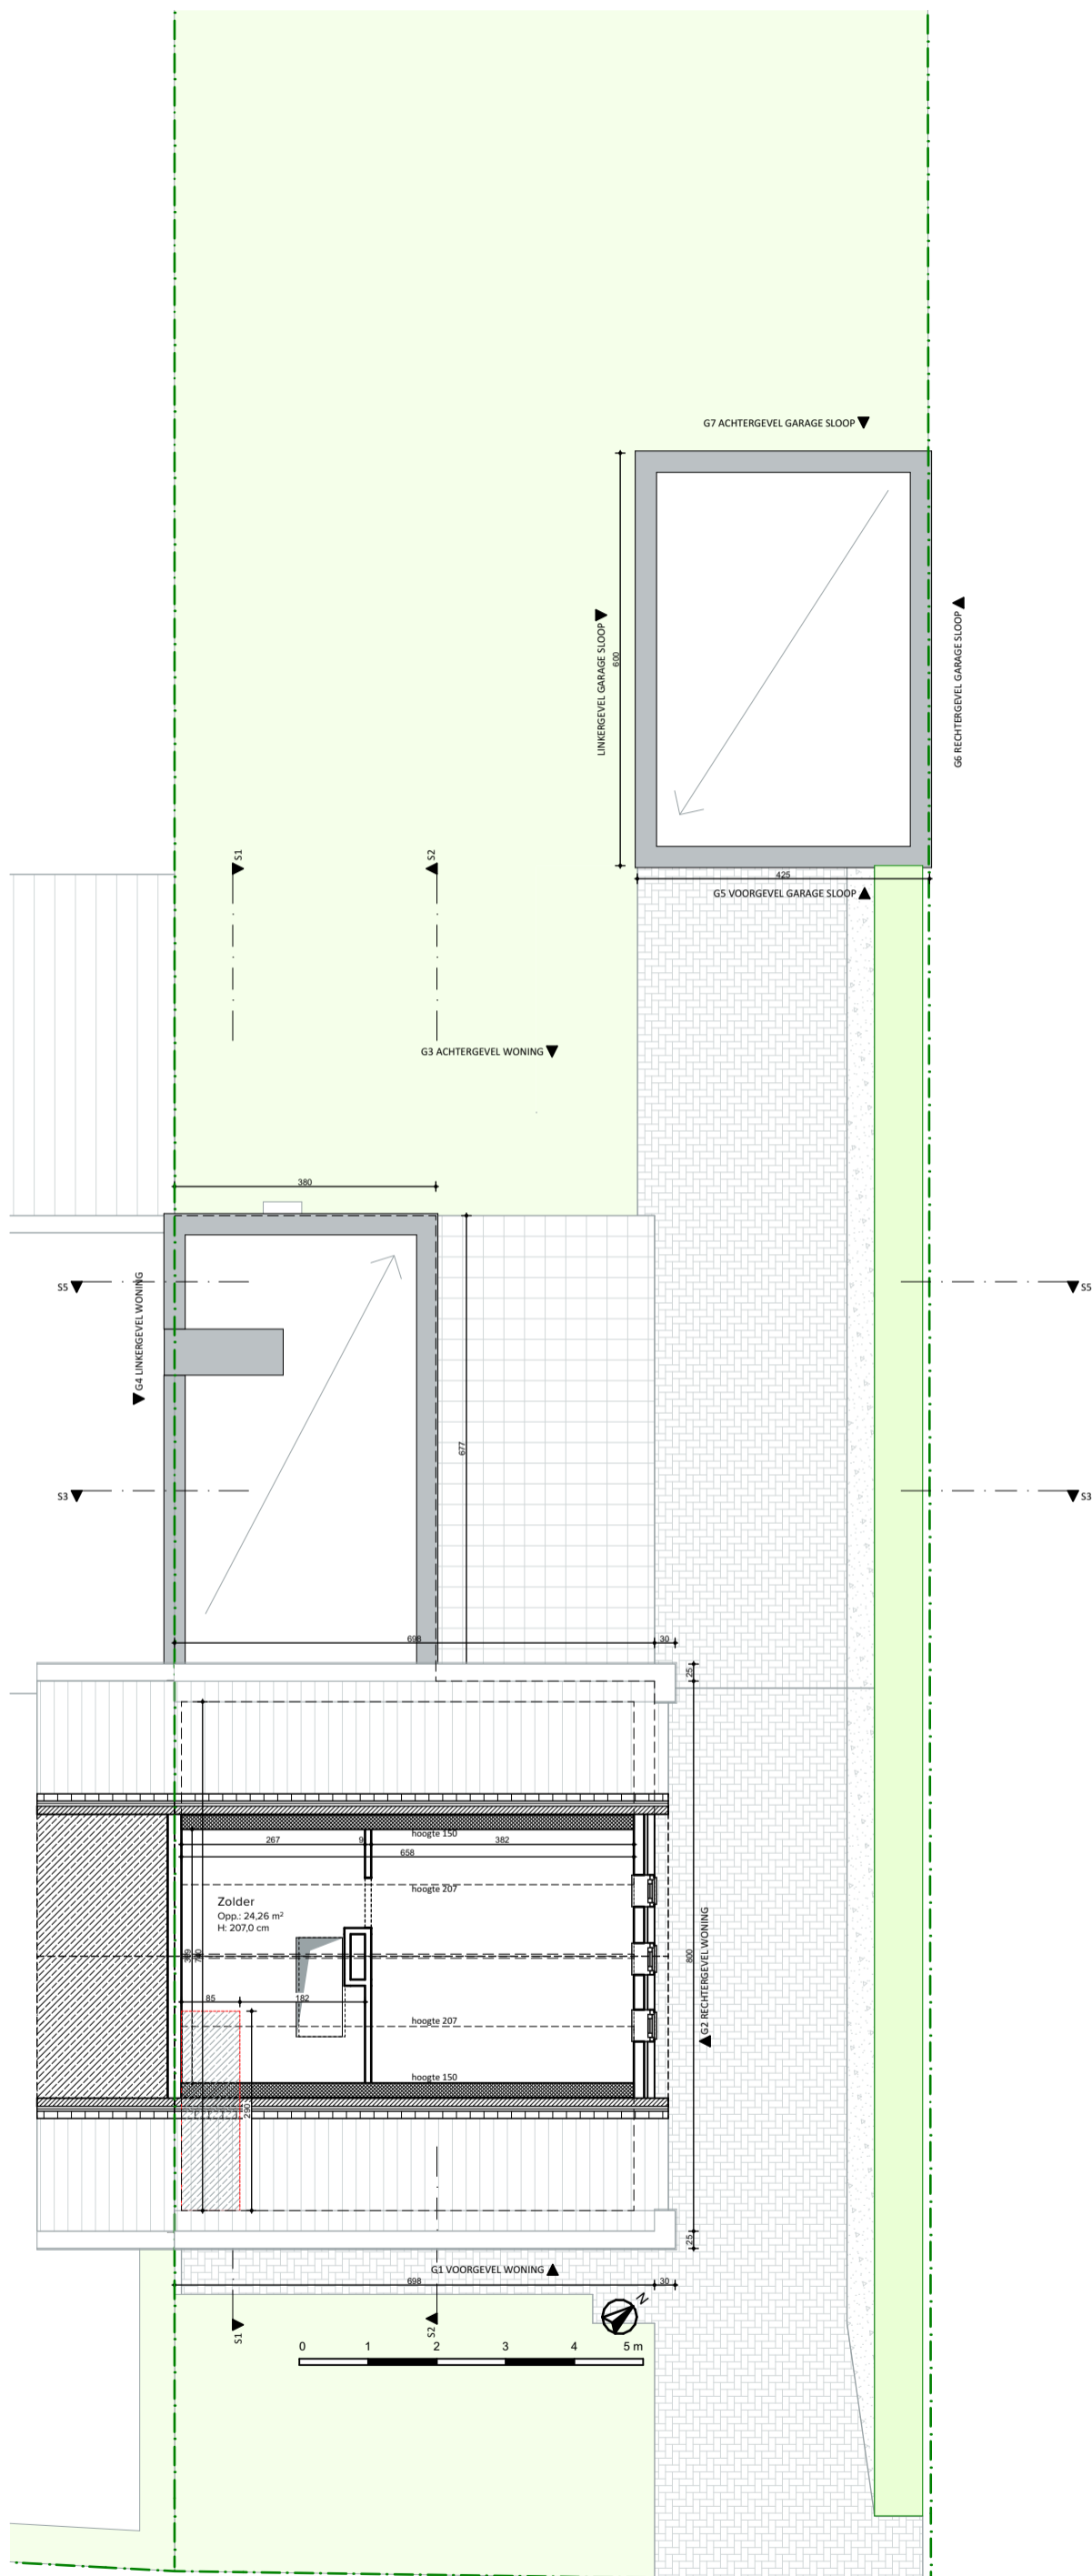 G7 ACHTERGEVEL GARAGE SLOOP
LINKERGEVEL GARAGE SLOOP
600
G6 RECHTERGEVEL GARAGE SLOOP
425
G5 VOORGEVEL GARAGE SLOOP
S1
S2
G3 ACHTERGEVEL WONING
380
S5
S5
G4 LINKERGEVEL WONING
677
S3
S3
698
30
25
hoogte 150
267
9
382
658
hoogte 207
Zolder
Opp.: 24,26 m²
H: 207,0 cm
800
G2 RECHTERGEVEL WONING
85
182
hoogte 207
hoogte 150
290
25
G1 VOORGEVEL WONING
698
30
N
S1
S2
0 1 2 3 4 5 m